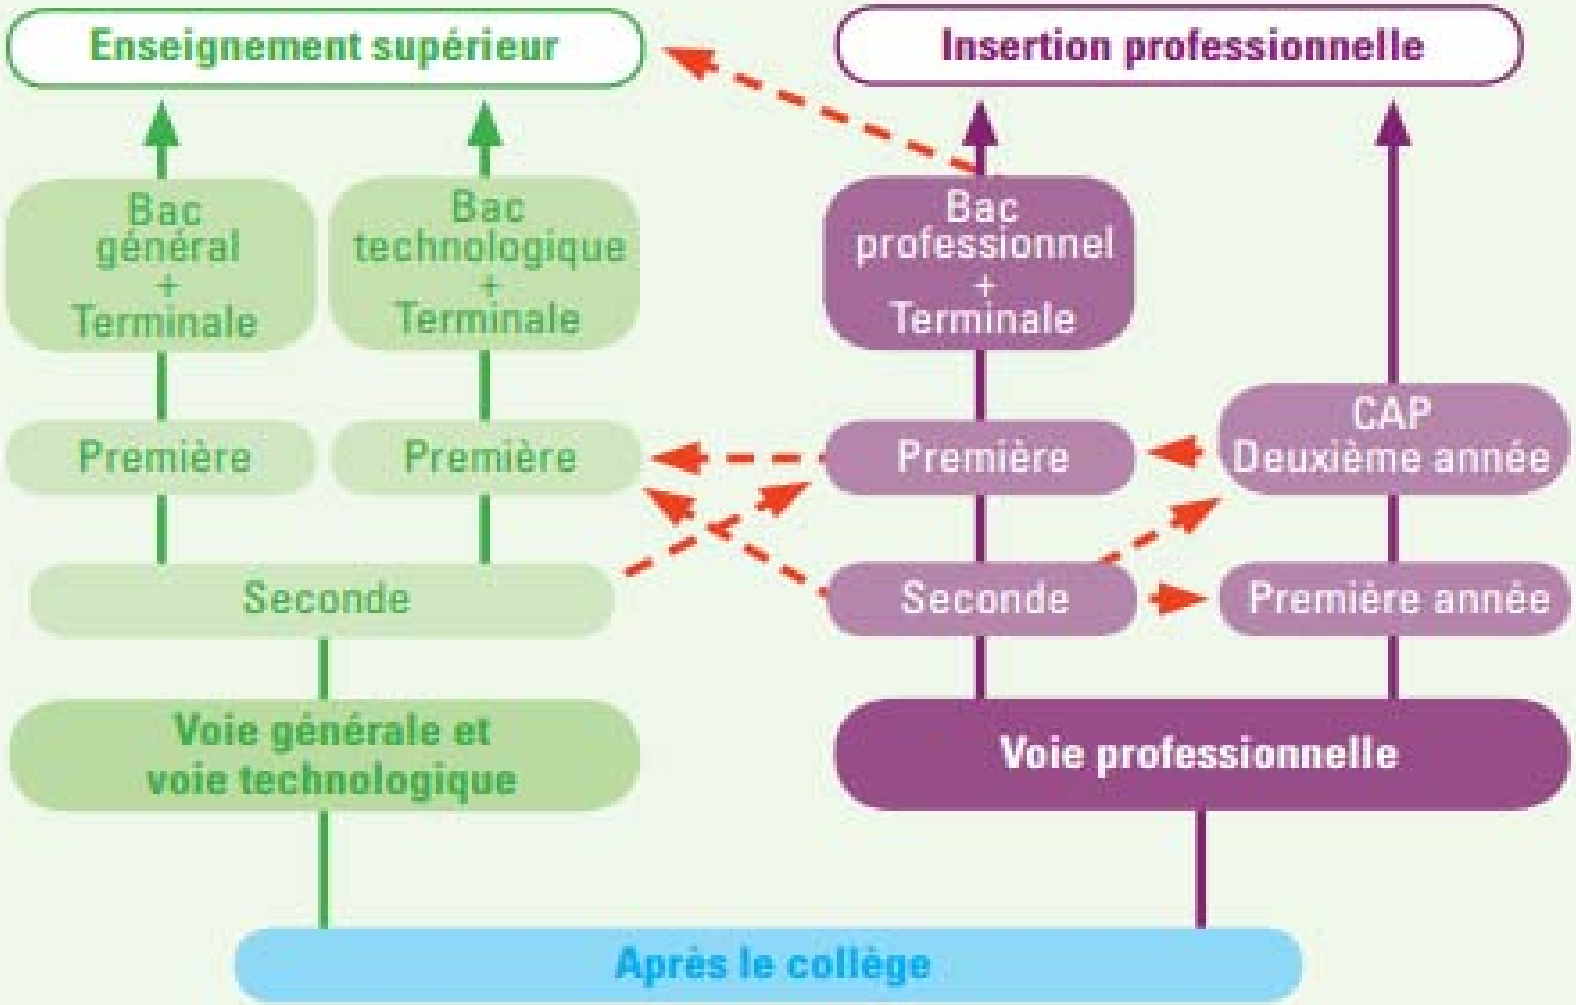 Enseignement supérieur
Insertion professionnelle
Bac
général
+
Terminale
Bac
technologique
+
Terminale
Bac
professionnel
+
Terminale
Première
Première
Première
CAP
Deuxième année
Seconde
Seconde
Première année
Voie générale et
voie technologique
Voie professionnelle
Après le collège